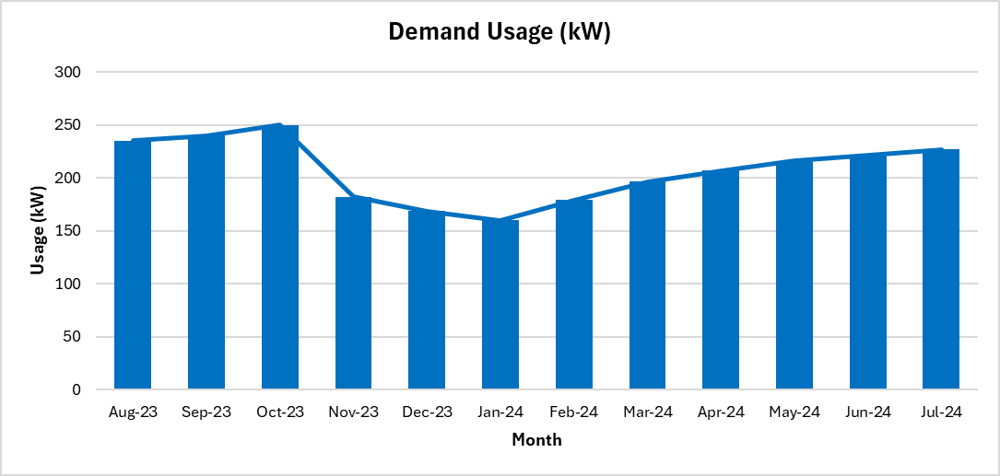 Demand Usage (kW)
300
250
200
150
100
50
0
Usage (kW)
Aug-23 Sep-23 Oct-23 Nov-23 Dec-23 Jan-24 Feb-24 Mar-24 Apr-24 May-24 Jun-24 Jul-24
Month